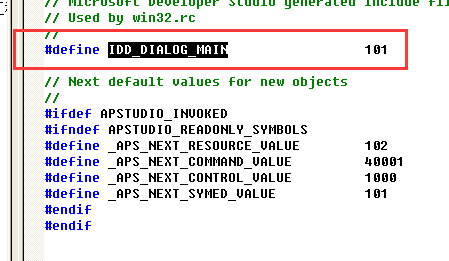 // Microsoft Developer Studio generated include fil
// Used by win32.rc
//
#define IDD_DIALOG_MAIN 101
// Next default values for new objects
//
#ifdef APSTUDIO_INVOKED
#ifndef APSTUDIO_READONLY_SYMBOLS
#define _APS_NEXT_RESOURCE_VALUE 102
#define _APS_NEXT_COMMAND_VALUE 40001
#define _APS_NEXT_CONTROL_VALUE 1000
#define _APS_NEXT_SYMED_VALUE 101
#endif
#endif